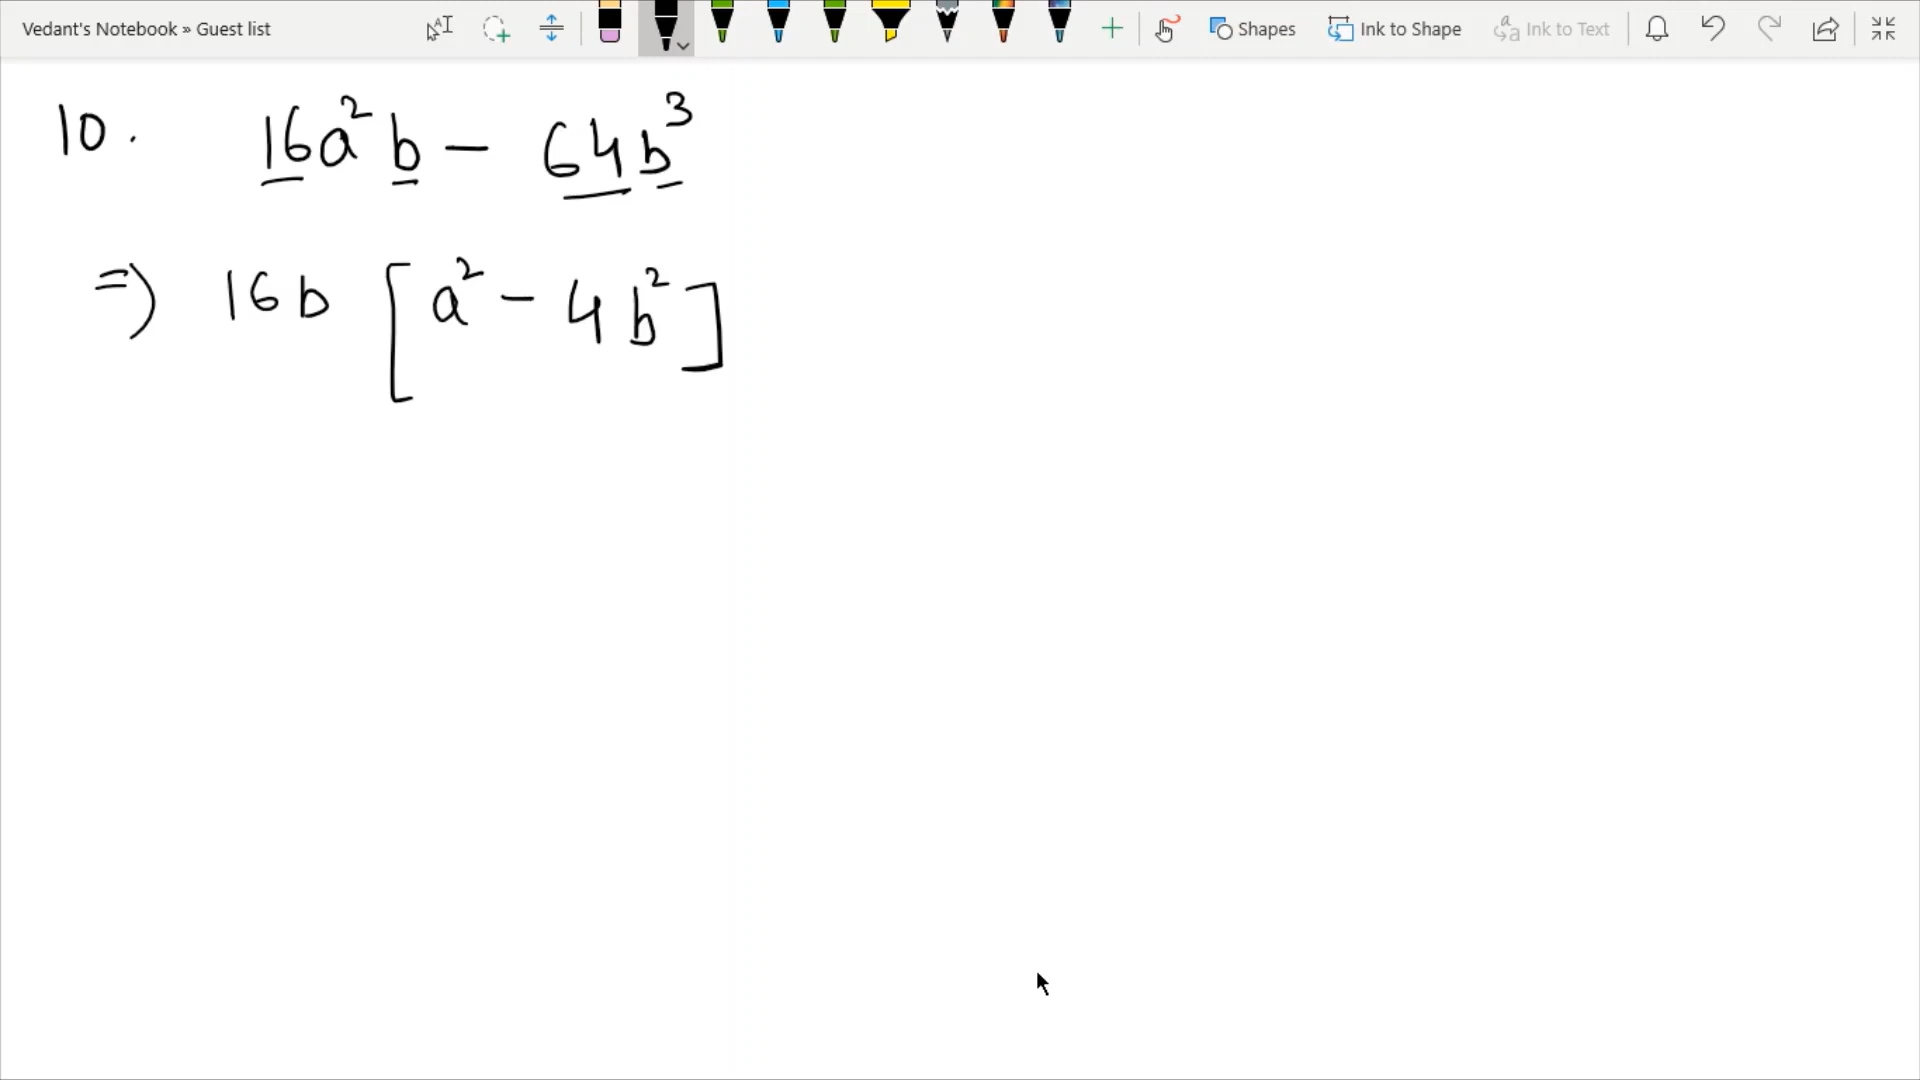 Vedant's Notebook » Guest list Shapes Ink to Shape Ink to Text
10. 16a²b - 64b³
=> 16b [a² - 4b²]